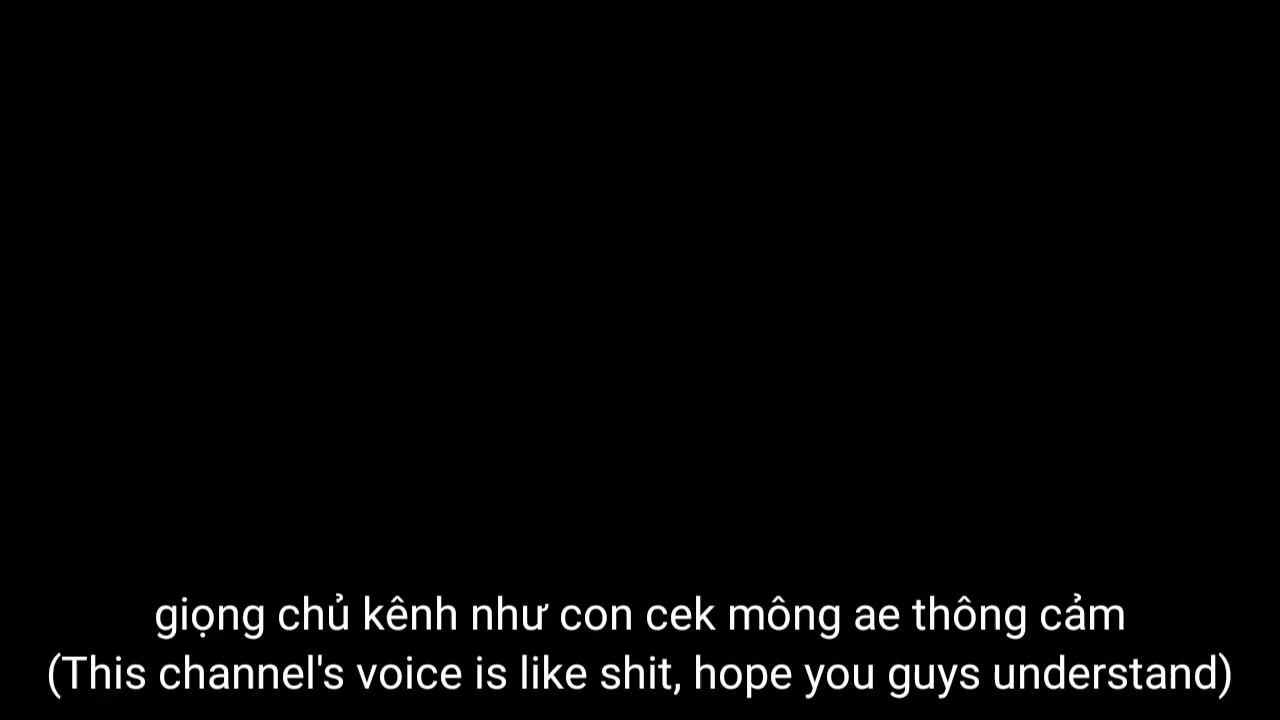 giọng chủ kênh như con cek mông ae thông cảm
(This channel's voice is like shit, hope you guys understand)